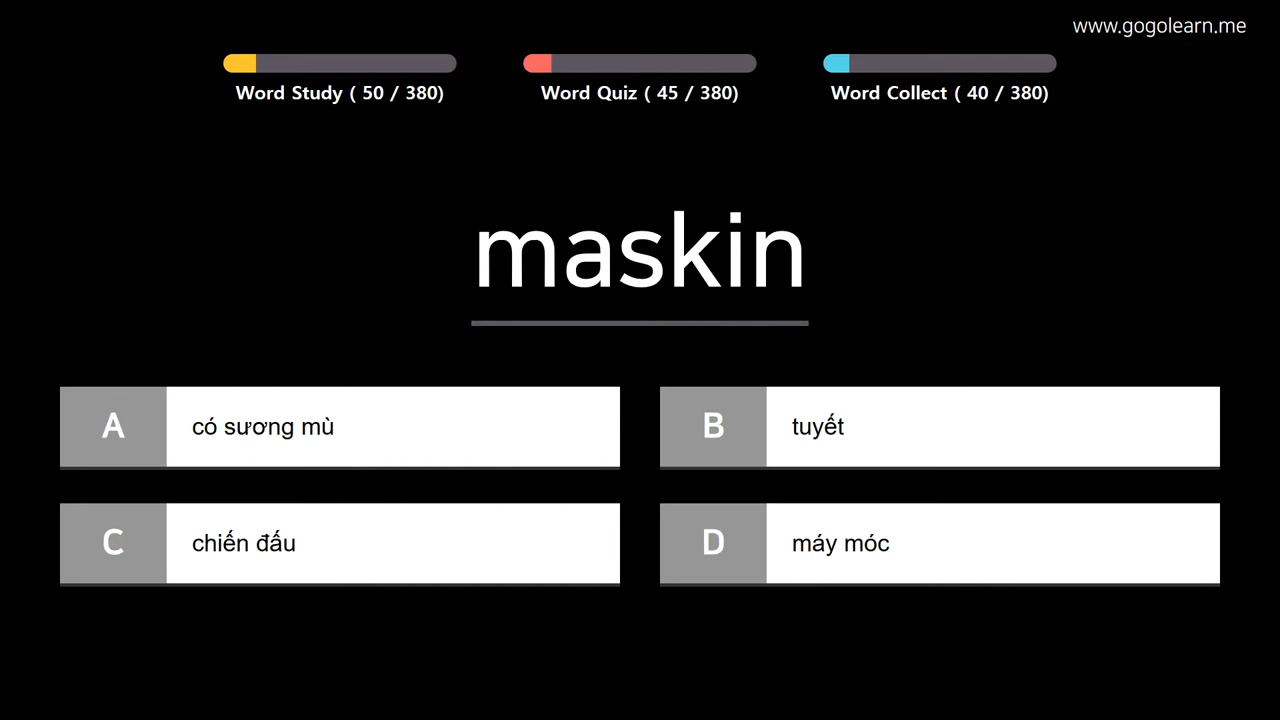 www.gogolearn.me
Word Study ( 50 / 380)
Word Quiz ( 45 / 380)
Word Collect ( 40 / 380)
maskin
A có sương mù
B tuyết
C chiến đấu
D máy móc